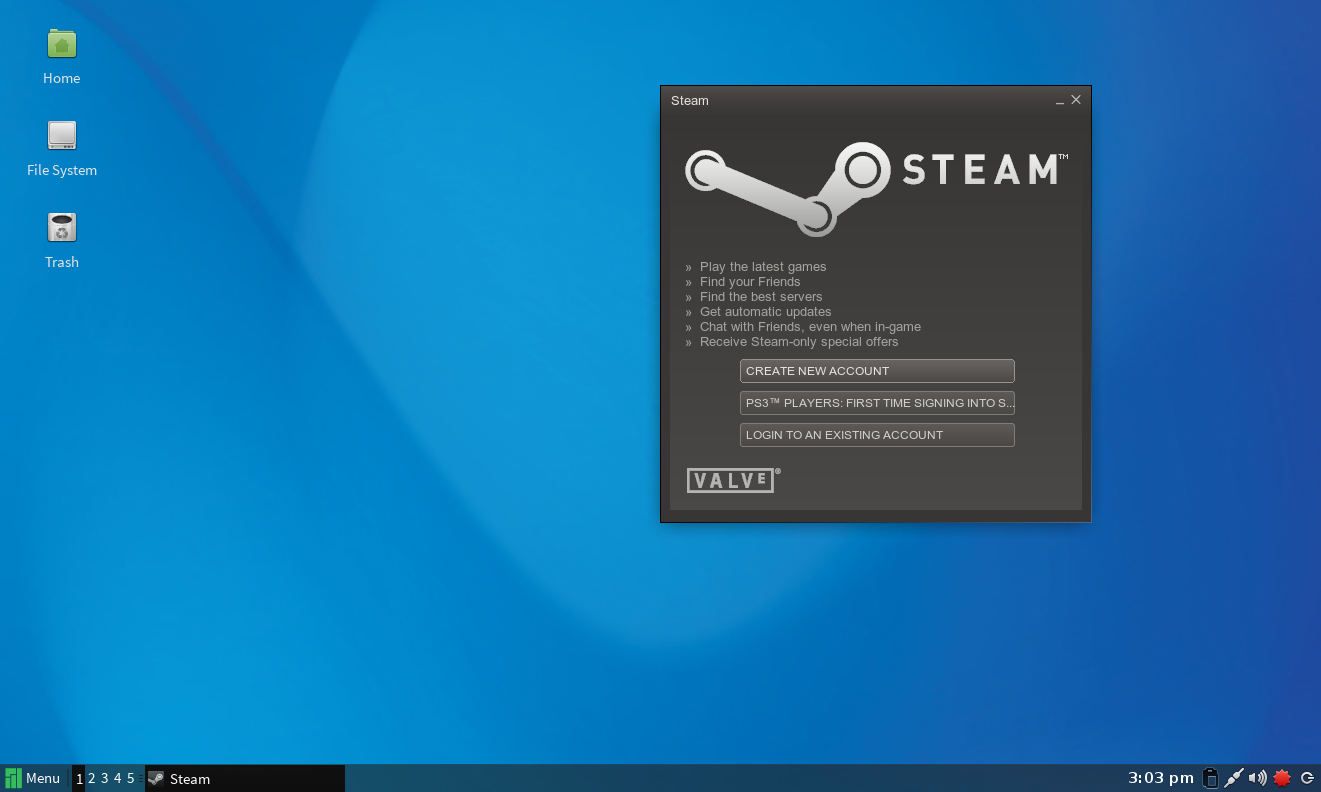 Home
File System
Trash
Steam
STEAM™
» Play the latest games
» Find your Friends
» Find the best servers
» Get automatic updates
» Chat with Friends, even when in-game
» Receive Steam-only special offers
CREATE NEW ACCOUNT
PS3™ PLAYERS: FIRST TIME SIGNING INTO S...
LOGIN TO AN EXISTING ACCOUNT
VALVE®
Menu 1 2 3 4 5 Steam 3:03 pm